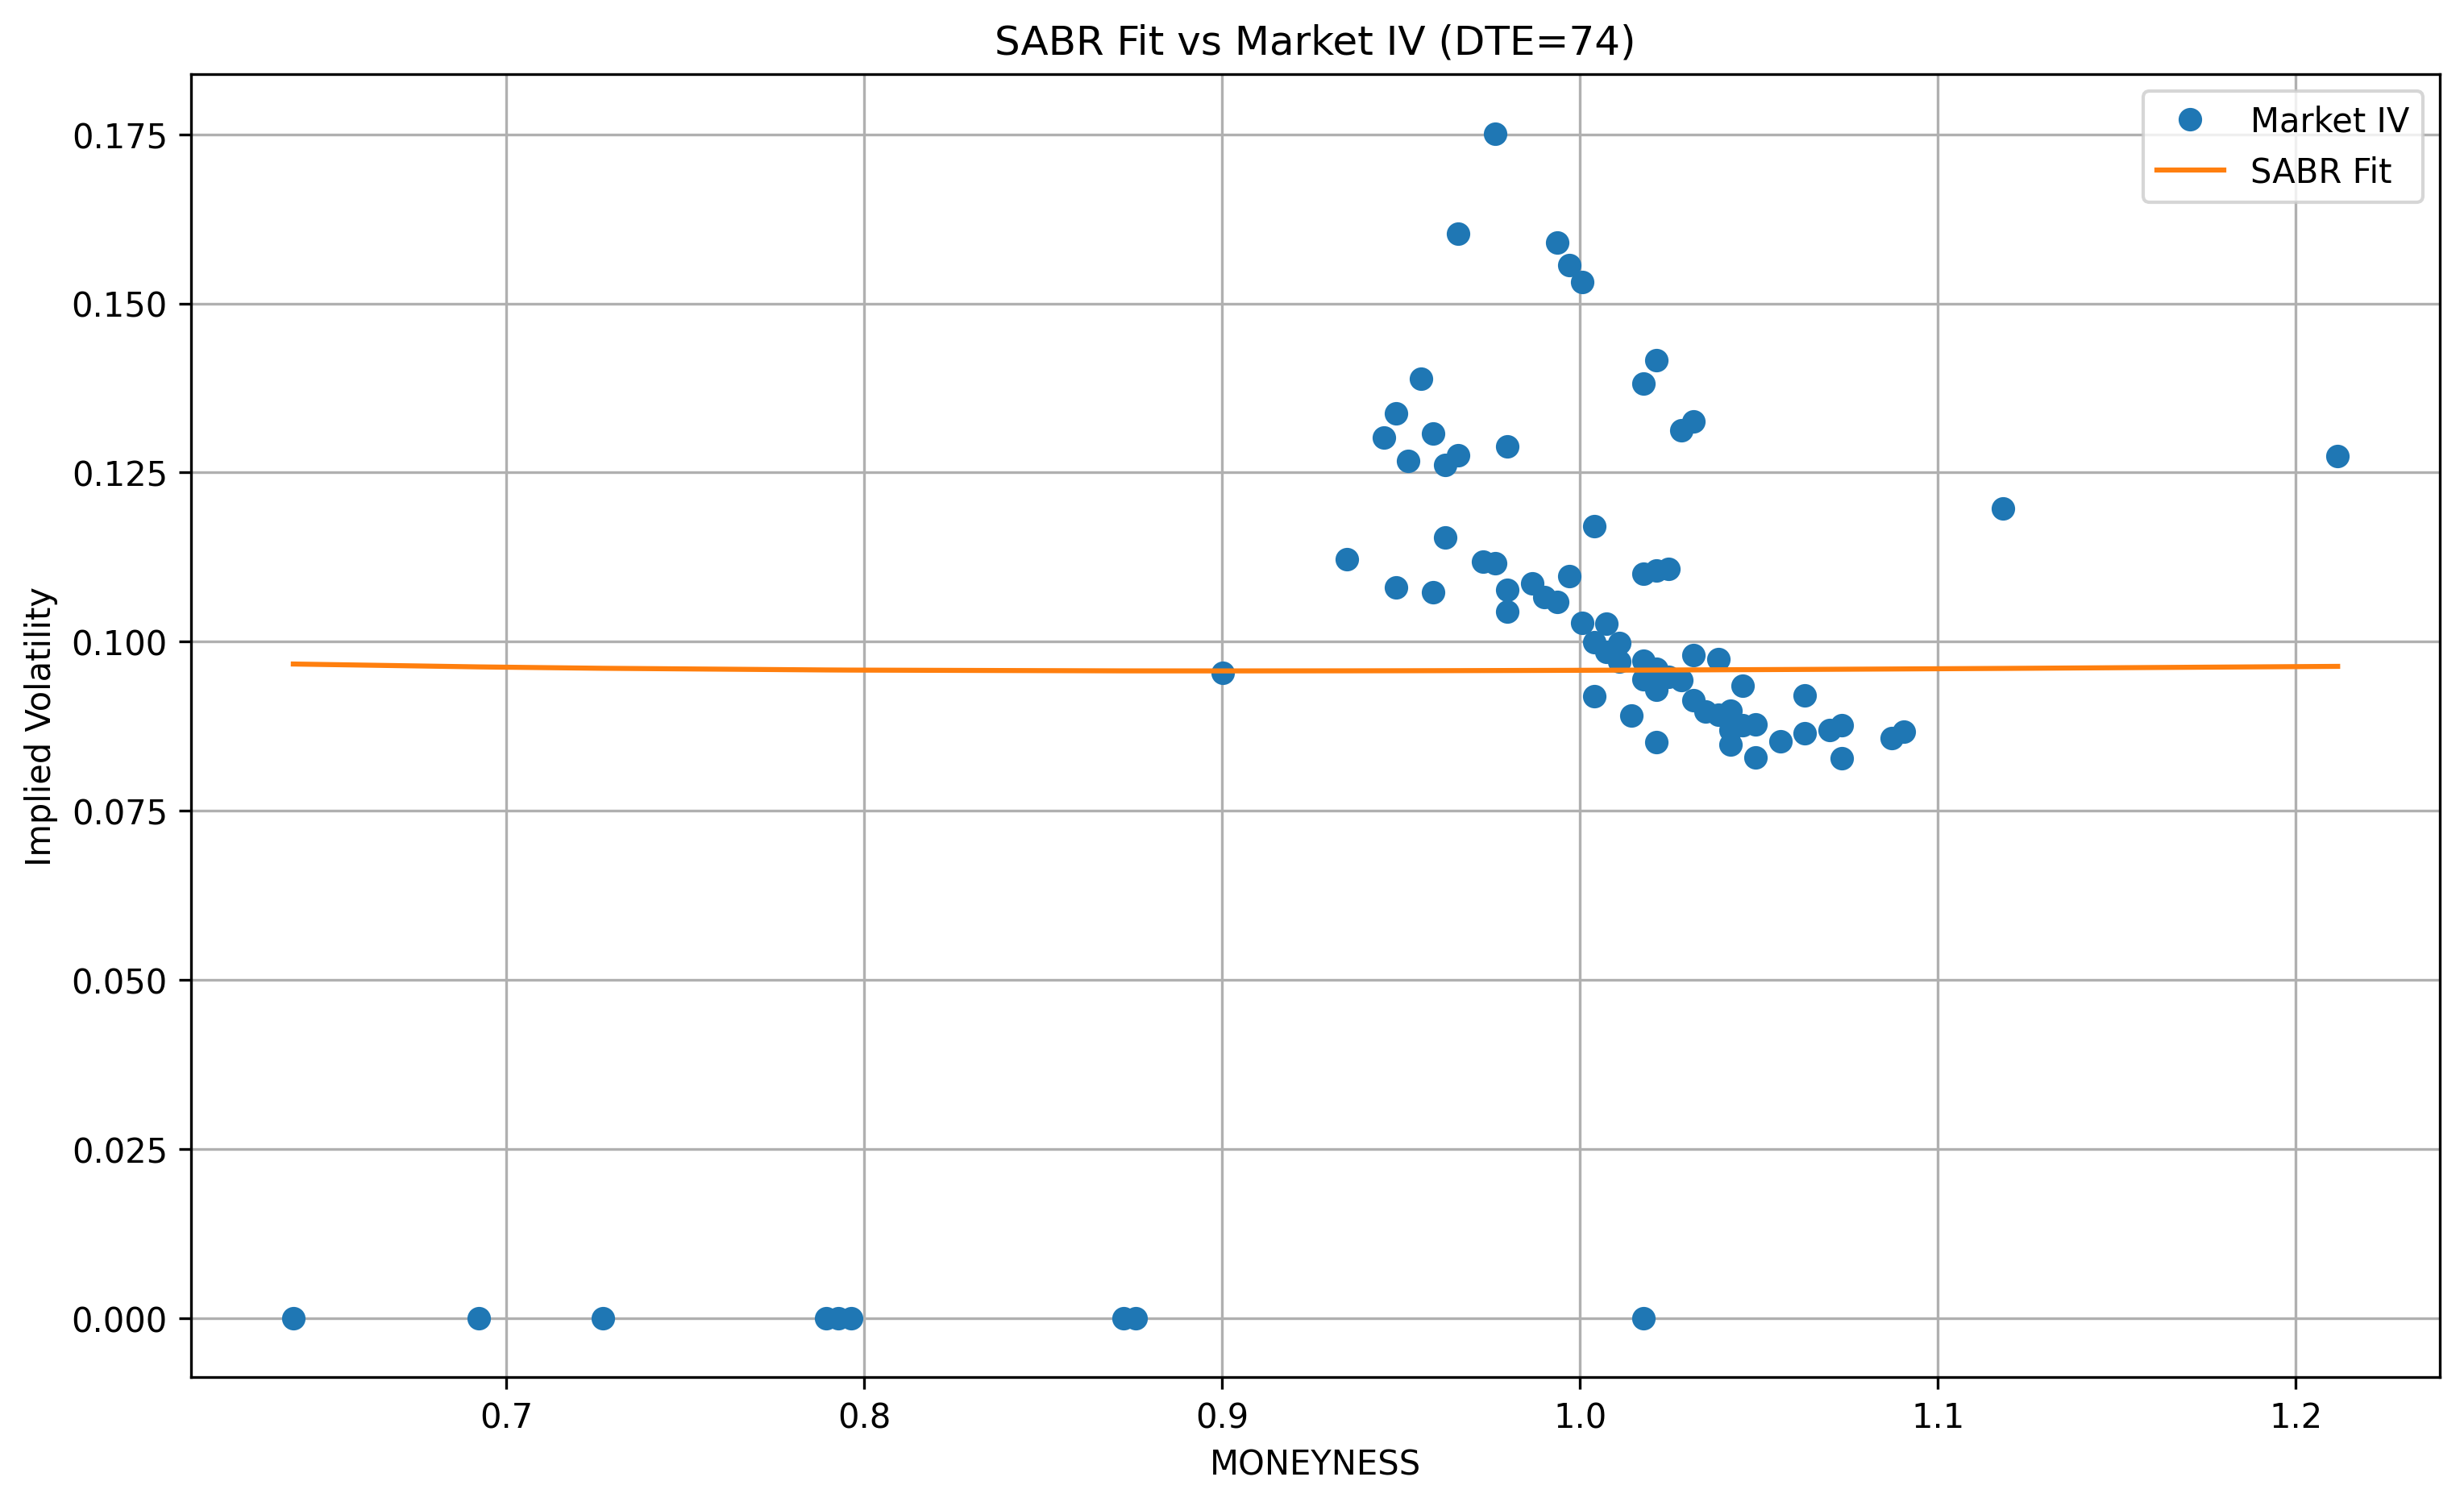 SABR Fit vs Market IV (DTE=74)
Market IV
SABR Fit
Implied Volatility
0.175
0.150
0.125
0.100
0.075
0.050
0.025
0.000
0.7 0.8 0.9 1.0 1.1 1.2
MONEYNESS